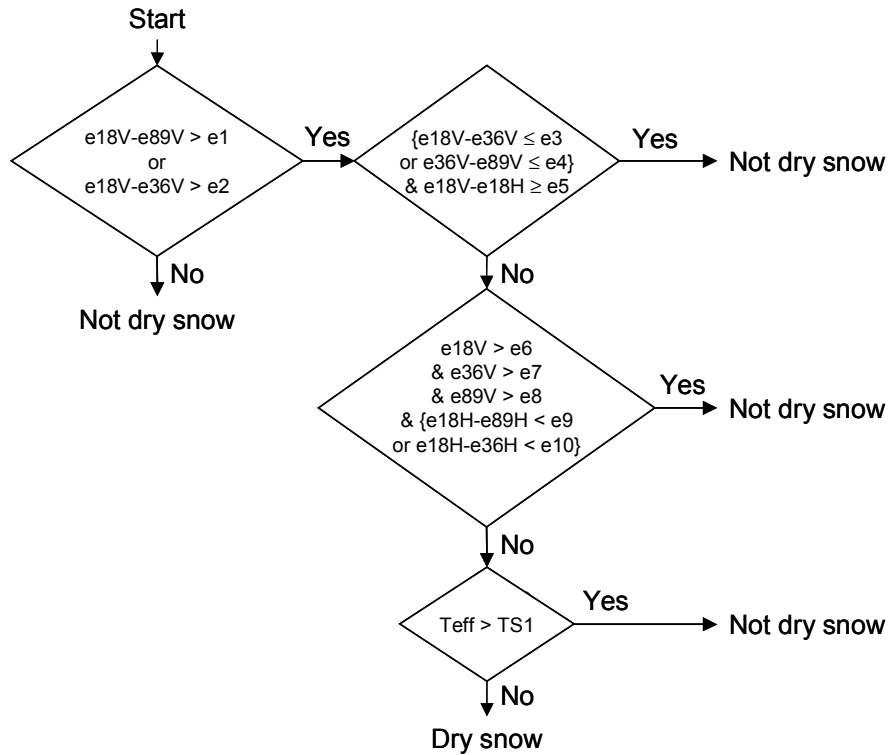 Start
e18V-e89V > e1
or
e18V-e36V > e2
Yes
{e18V-e36V ≤ e3
or e36V-e89V ≤ e4}
& e18V-e18H ≥ e5
Yes
Not dry snow
No
Not dry snow
No
e18V > e6
& e36V > e7
& e89V > e8
& {e18H-e89H < e9
or e18H-e36H < e10}
Yes
Not dry snow
No
Teff > TS1
Yes
Not dry snow
No
Dry snow